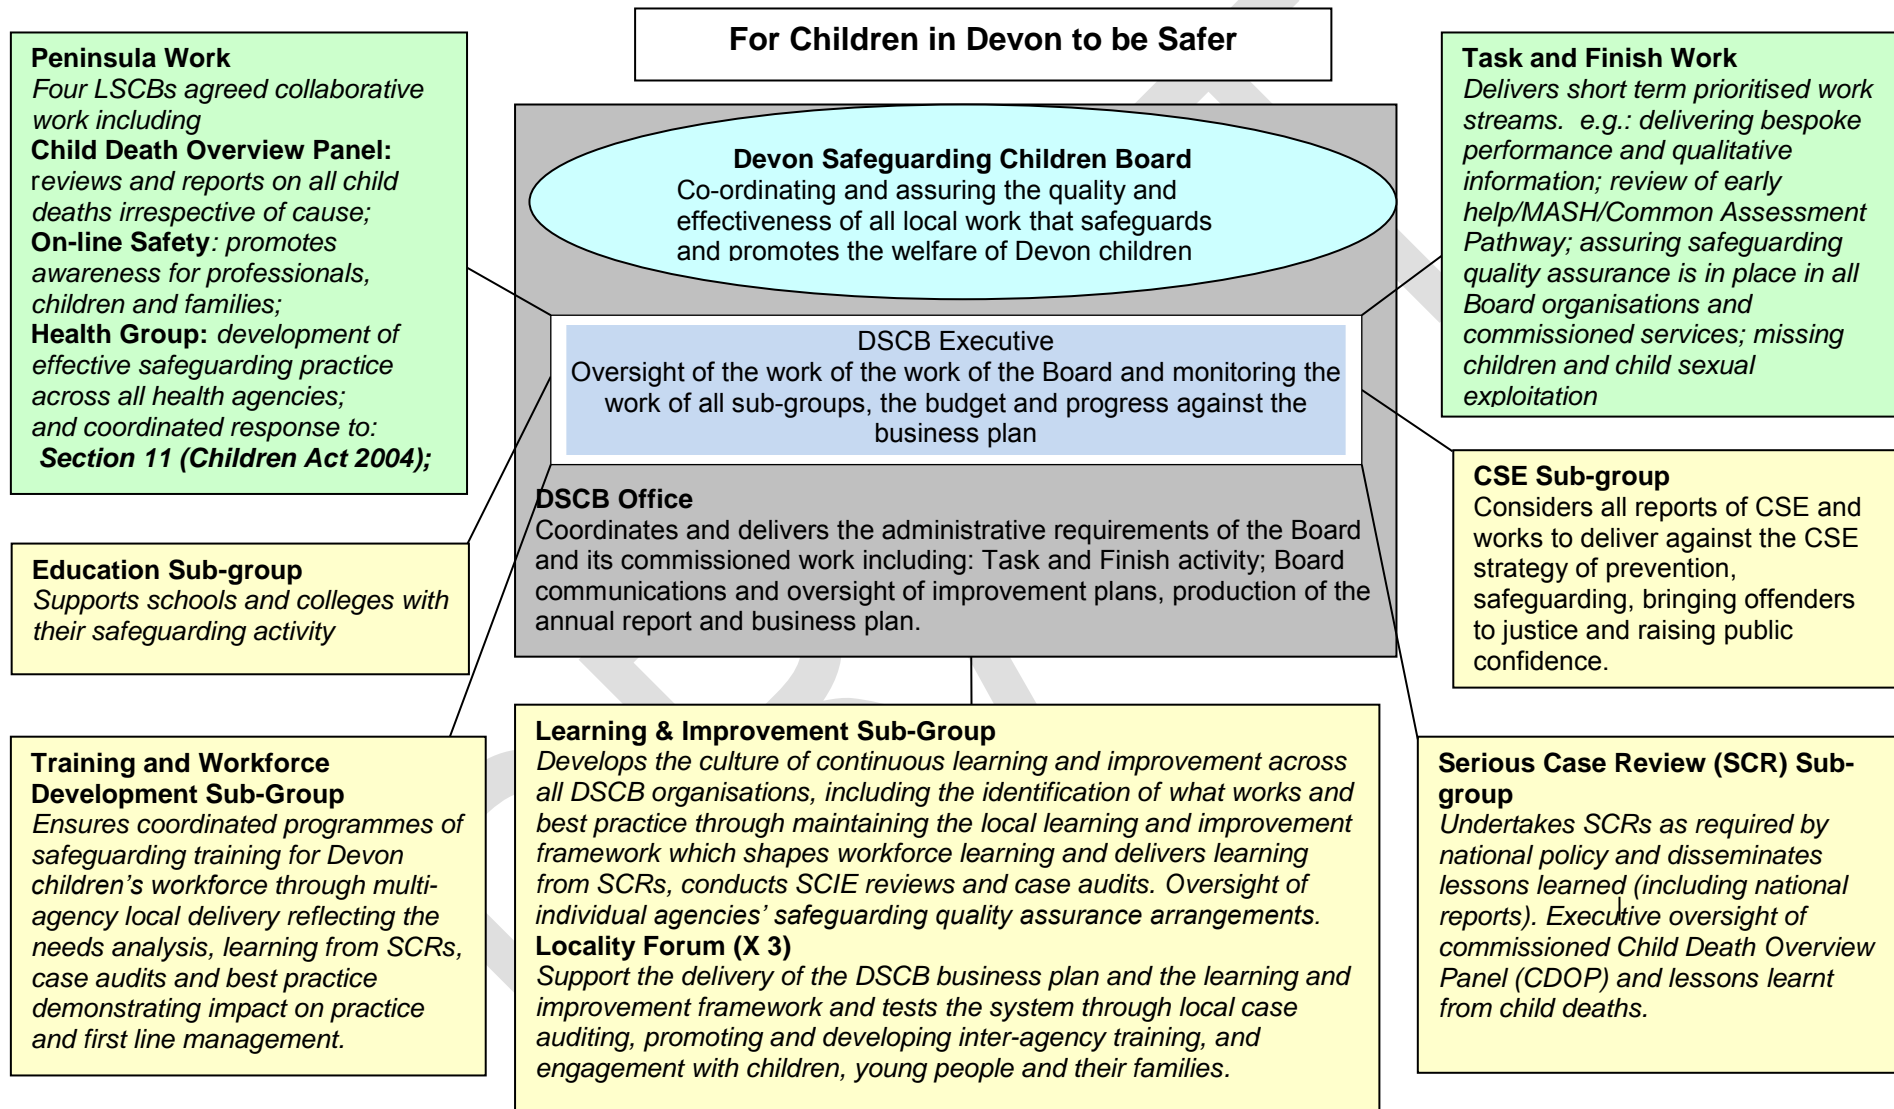 For Children in Devon to be Safer
Peninsula Work
Four LSCBs agreed collaborative
work including
Child Death Overview Panel:
reviews and reports on all child
deaths irrespective of cause;
On-line Safety: promotes
awareness for professionals,
children and families;
Health Group: development of
effective safeguarding practice
across all health agencies;
and coordinated response to:
Section 11 (Children Act 2004);
Devon Safeguarding Children Board
Co-ordinating and assuring the quality and
effectiveness of all local work that safeguards
and promotes the welfare of Devon children
Task and Finish Work
Delivers short term prioritised work
streams. e.g.: delivering bespoke
performance and qualitative
information; review of early
help/MASH/Common Assessment
Pathway; assuring safeguarding
quality assurance is in place in all
Board organisations and
commissioned services; missing
children and child sexual
exploitation
DSCB Executive
Oversight of the work of the work of the Board and monitoring the
work of all sub-groups, the budget and progress against the
business plan
DSCB Office
Coordinates and delivers the administrative requirements of the Board
and its commissioned work including: Task and Finish activity; Board
communications and oversight of improvement plans, production of the
annual report and business plan.
CSE Sub-group
Considers all reports of CSE and
works to deliver against the CSE
strategy of prevention,
safeguarding, bringing offenders
to justice and raising public
confidence.
Education Sub-group
Supports schools and colleges with
their safeguarding activity
Training and Workforce
Development Sub-Group
Ensures coordinated programmes of
safeguarding training for Devon
children's workforce through multi-
agency local delivery reflecting the
needs analysis, learning from SCRs,
case audits and best practice
demonstrating impact on practice
and first line management.
Learning & Improvement Sub-Group
Develops the culture of continuous learning and improvement across
all DSCB organisations, including the identification of what works and
best practice through maintaining the local learning and improvement
framework which shapes workforce learning and delivers learning
from SCRs, conducts SCIE reviews and case audits. Oversight of
individual agencies' safeguarding quality assurance arrangements.
Locality Forum (X 3)
Support the delivery of the DSCB business plan and the learning and
improvement framework and tests the system through local case
auditing, promoting and developing inter-agency training, and
engagement with children, young people and their families.
Serious Case Review (SCR) Sub-
group
Undertakes SCRs as required by
national policy and disseminates
lessons learned (including national
reports). Executive oversight of
commissioned Child Death Overview
Panel (CDOP) and lessons learnt
from child deaths.